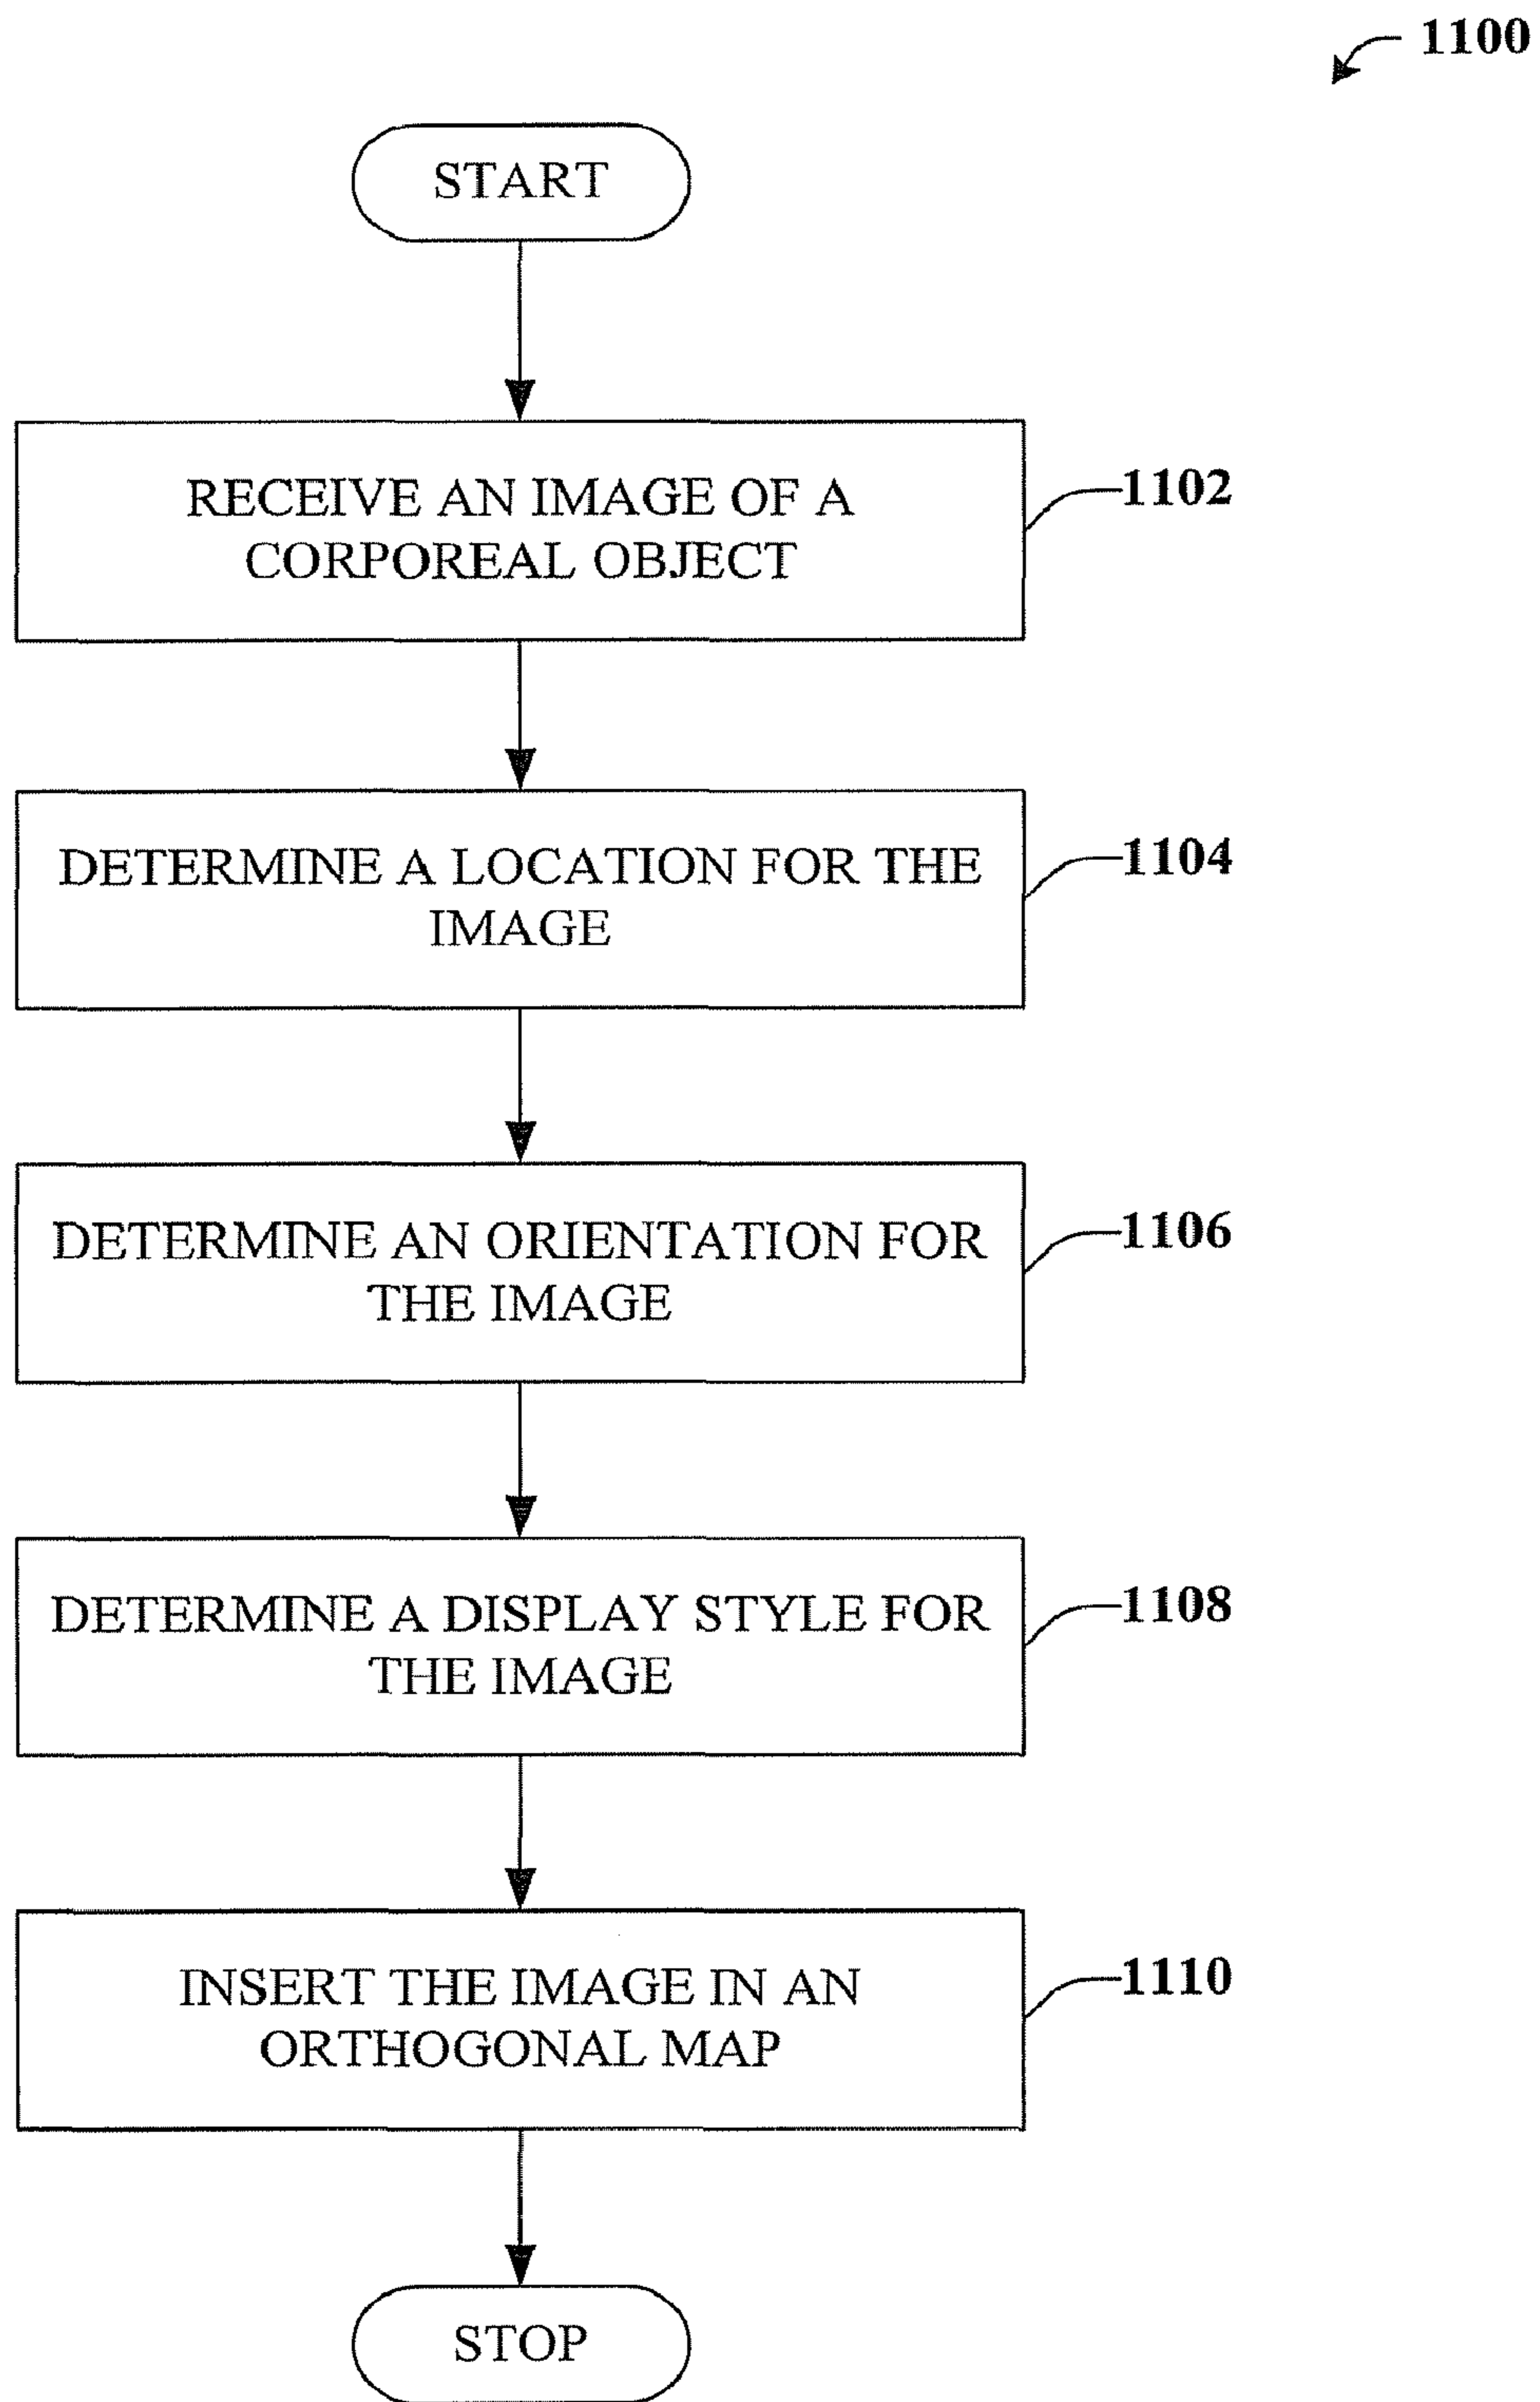 1100
START
RECEIVE AN IMAGE OF A
CORPOREAL OBJECT
1102
DETERMINE A LOCATION FOR THE
IMAGE
1104
DETERMINE AN ORIENTATION FOR
THE IMAGE
1106
DETERMINE A DISPLAY STYLE FOR
THE IMAGE
1108
INSERT THE IMAGE IN AN
ORTHOGONAL MAP
1110
STOP